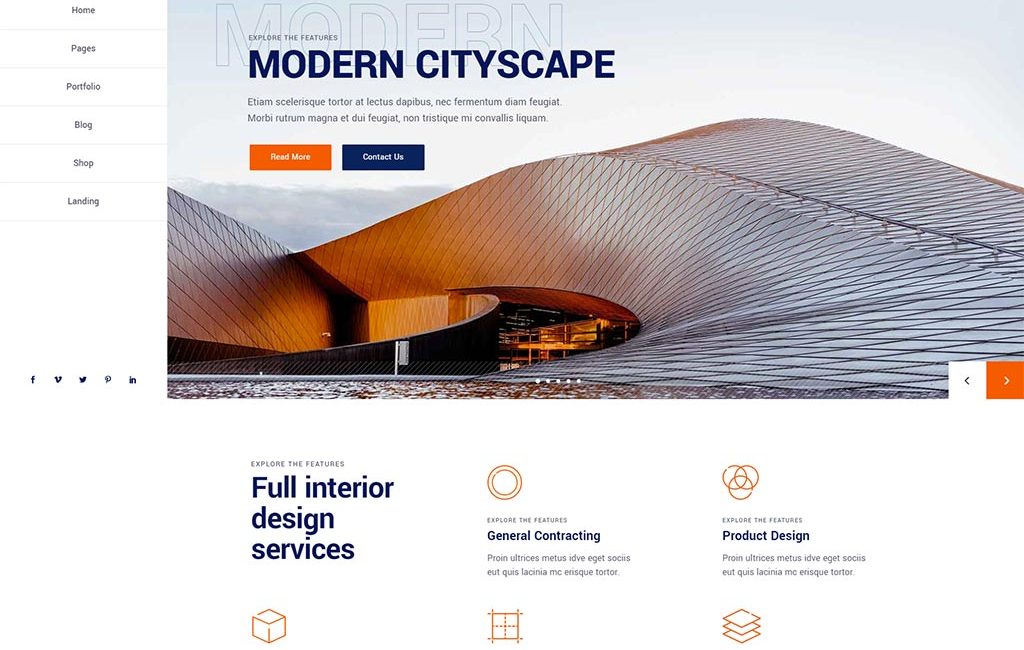 Home
Pages
Portfolio
Blog
Shop
Landing
MODERN
EXPLORE THE FEATURES
MODERN CITYSCAPE
Etiam scelerisque tortor at lectus dapibus, nec fermentum diam feugiat.
Morbi rutrum magna et dui feugiat, non tristique mi convallis liquam.
Read More
Contact Us
EXPLORE THE FEATURES
Full interior
design
services
EXPLORE THE FEATURES
General Contracting
Proin ultrices metus idve eget sociis
eut quis lacinia mc erisque tortor.
EXPLORE THE FEATURES
Product Design
Proin ultrices metus idve eget sociis
eut quis lacinia mc erisque tortor.